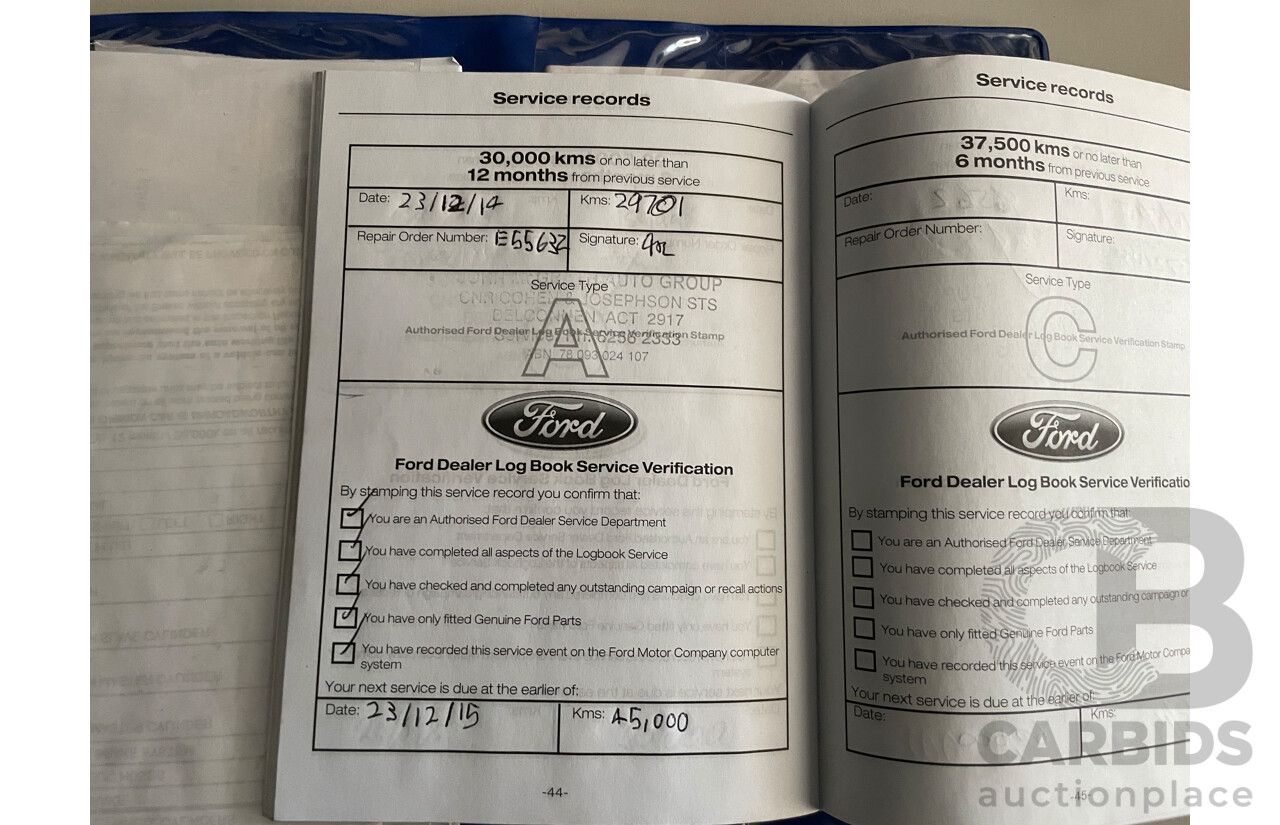 Service records
30,000 kms or no later than
12 months from previous service
Date: 23/12/14
Kms: 29701
Repair Order Number: E55632
Signature:
Service Type
AUTO GROUP
& JOSEPHSON STS
ACT 2917
Authorised Ford Dealer Log Book Service Verification Stamp
6256 2333
ABN 78 093 024 107
A
Ford
Ford Dealer Log Book Service Verification
By stamping this service record you confirm that:
You are an Authorised Ford Dealer Service Department
You have completed all aspects of the Logbook Service
You have checked and completed any outstanding campaign or recall actions
You have only fitted Genuine Ford Parts
You have recorded this service event on the Ford Motor Company computer
system
Your next service is due at the earlier of:
Date: 23/12/15
Kms: 45,000
-44-
Service records
37,500 kms or no later than
6 months from previous service
Date:
Kms:
Repair Order Number:
Signature:
Service Type
Authorised Ford Dealer Log Book Service Verification Stamp
C
Ford
Ford Dealer Log Book Service Verificatio
By stamping this service record you confirm that:
You are an Authorised Ford Dealer Service Department
You have completed all aspects of the Logbook Service
You have checked and completed any outstanding campaign or
You have only fitted Genuine Ford Parts
You have recorded this service event on the Ford Motor Compa
system
Your next service is due at the earlier of:
Date:
Kms:
-45-
CB
CARBIDS
auctionplace